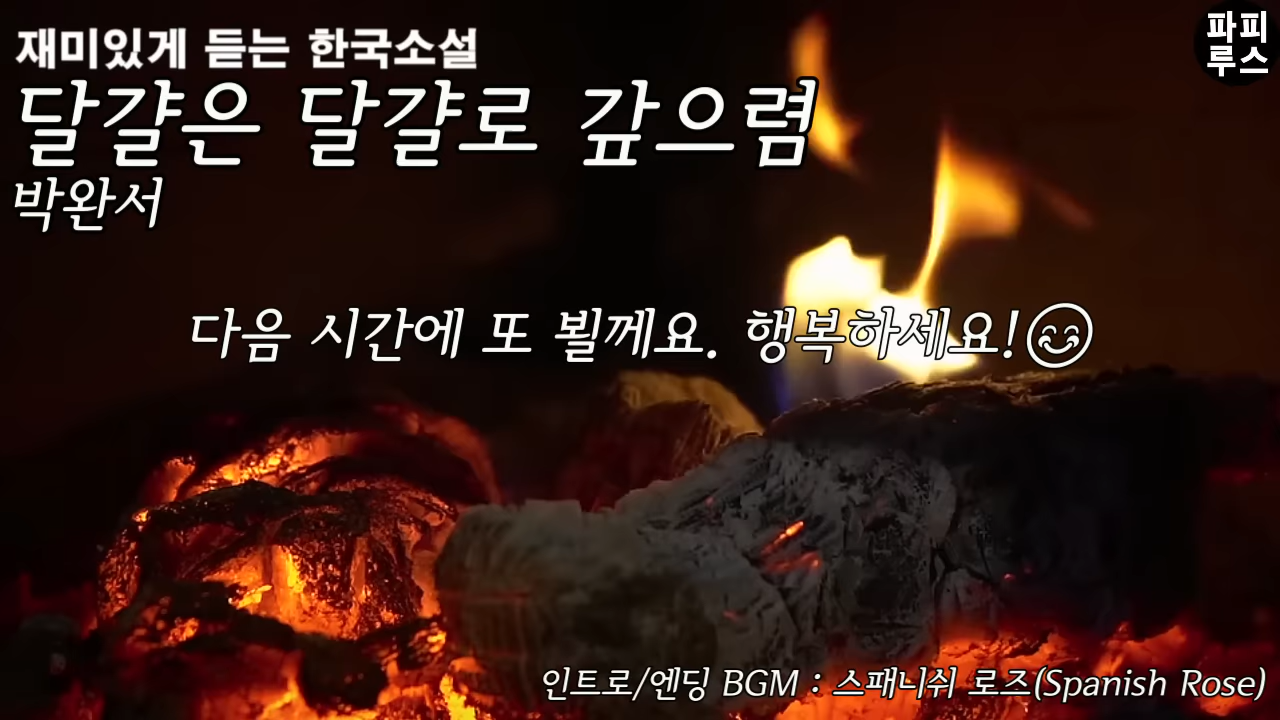 재미있게 듣는 한국소설
파피
루스
달걀은 달걀로 갚으렴
박완서
다음 시간에 또 뵐께요. 행복하세요!😊
인트로/엔딩 BGM : 스패니쉬 로즈(Spanish Rose)